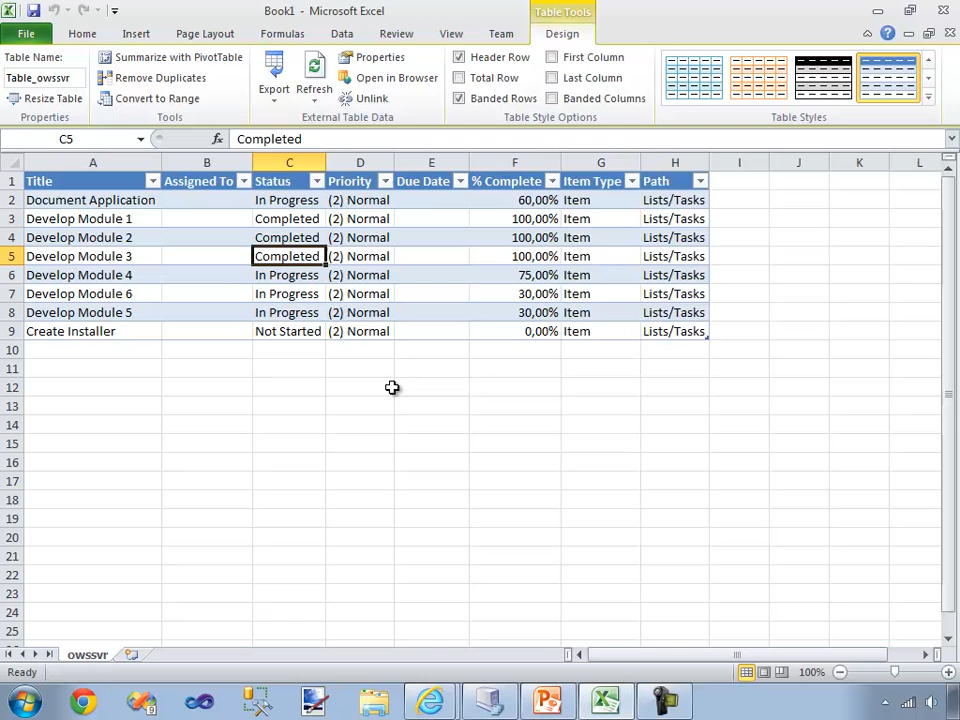 Book1 - Microsoft Excel
Table Tools
File Home Insert Page Layout Formulas Data Review View Team Design
Table Name:
Table_owssvr
Resize Table
Properties
Summarize with PivotTable
Remove Duplicates
Convert to Range
Tools
Export
Refresh
Properties
Open in Browser
Unlink
External Table Data
Header Row
First Column
Total Row
Last Column
Banded Rows
Banded Columns
Table Style Options
Table Styles
C5 fx Completed
A B C D E F G H I J K L
1 Title Assigned To Status Priority Due Date % Complete Item Type Path
2 Document Application In Progress (2) Normal 60,00% Item Lists/Tasks
3 Develop Module 1 Completed (2) Normal 100,00% Item Lists/Tasks
4 Develop Module 2 Completed (2) Normal 100,00% Item Lists/Tasks
5 Develop Module 3 Completed (2) Normal 100,00% Item Lists/Tasks
6 Develop Module 4 In Progress (2) Normal 75,00% Item Lists/Tasks
7 Develop Module 6 In Progress (2) Normal 30,00% Item Lists/Tasks
8 Develop Module 5 In Progress (2) Normal 30,00% Item Lists/Tasks
9 Create Installer Not Started (2) Normal 0,00% Item Lists/Tasks
10
11
12
13
14
15
16
17
18
19
20
21
22
23
24
25
owssvr
Ready 100%